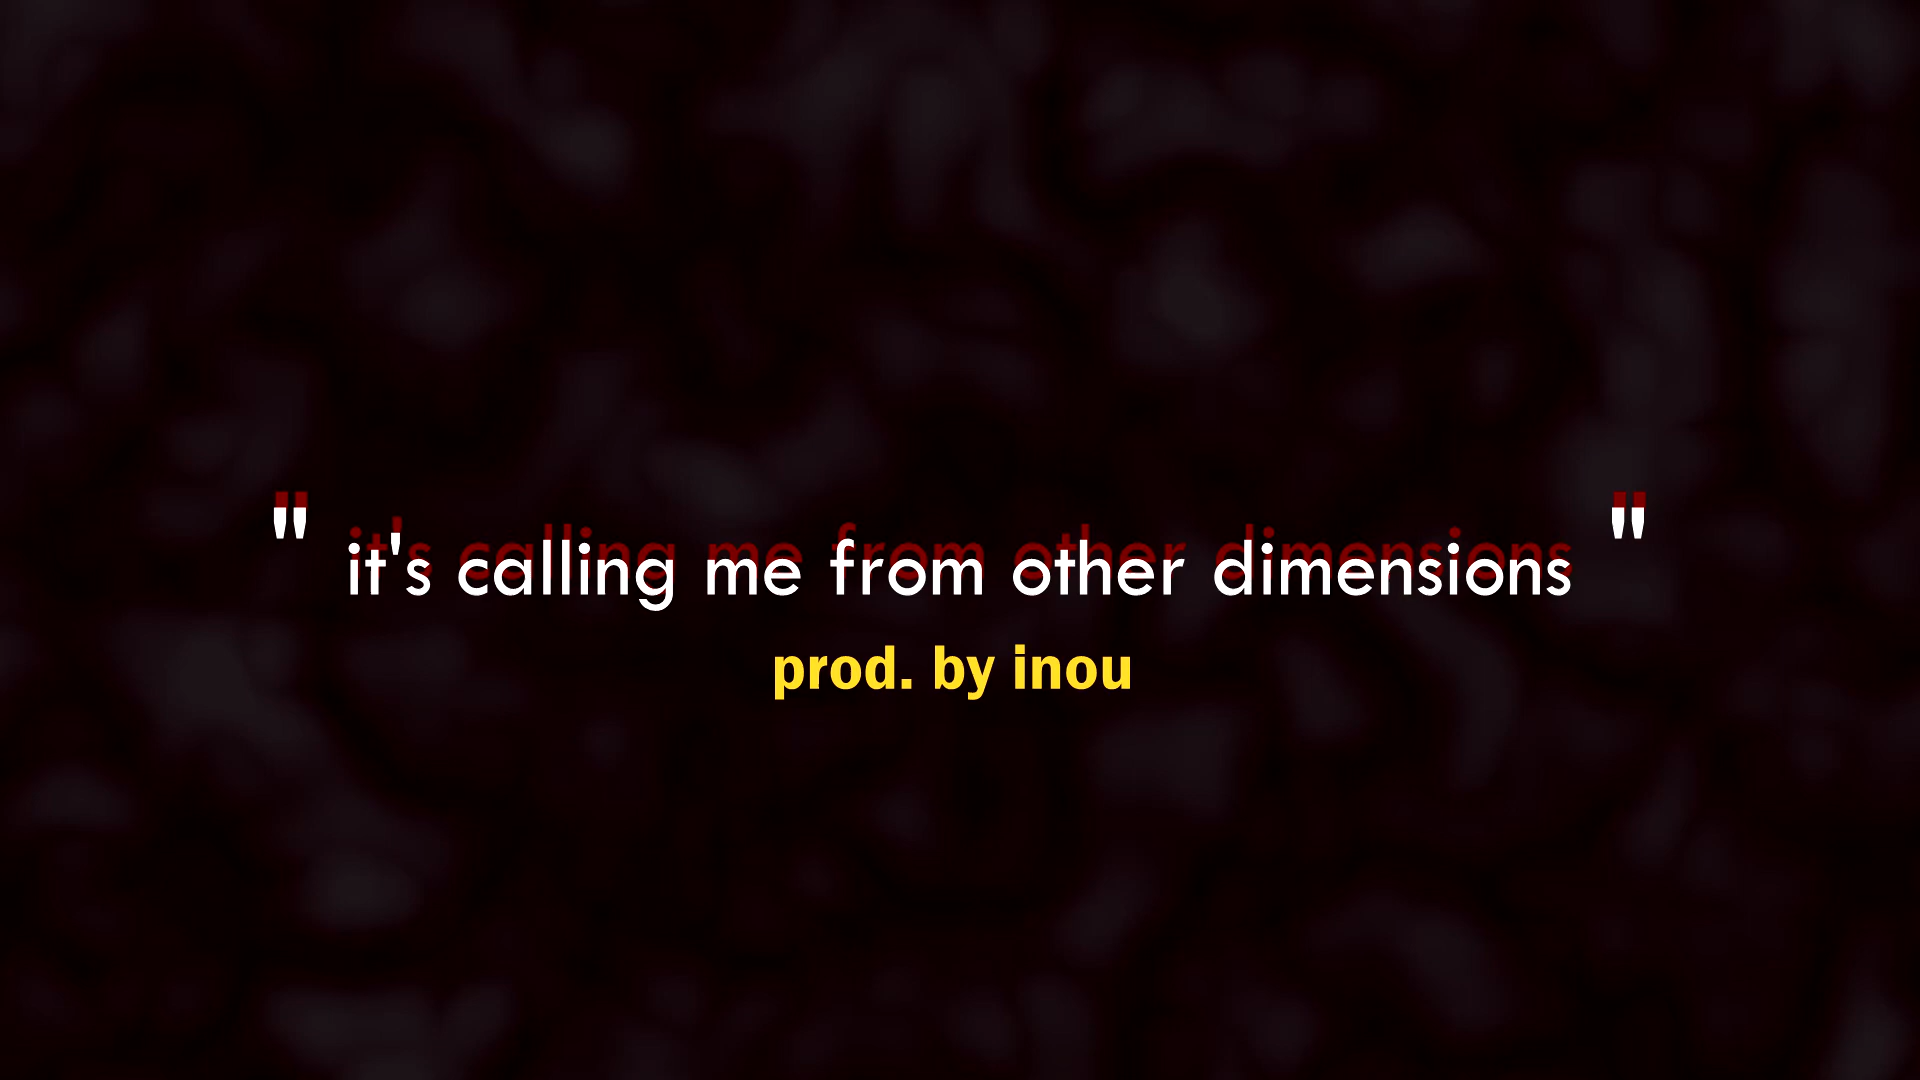 " it's calling me from other dimensions "
prod. by inou